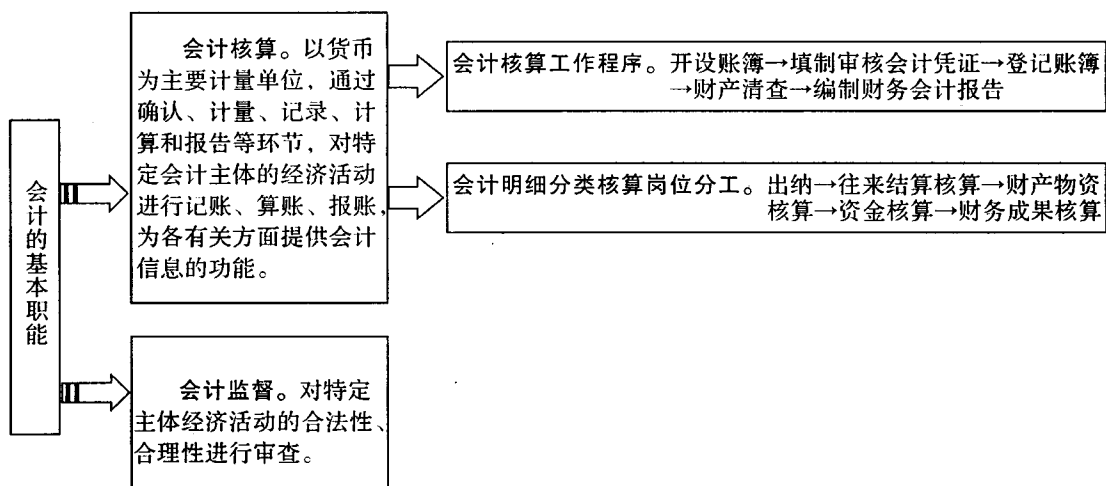 会计的基本职能
会计核算。以货币
为主要计量单位，通过
确认、计量、记录、计
算和报告等环节，对特
定会计主体的经济活动
进行记账、算账、报账，
为各有关方面提供会计
信息的功能。
会计核算工作程序。开设账簿→填制审核会计凭证→登记账簿
→财产清查→编制财务会计报告
会计明细分类核算岗位分工。出纳→往来结算核算→财产物资
核算→资金核算→财务成果核算
会计监督。对特定
主体经济活动的合法性、
合理性进行审查。